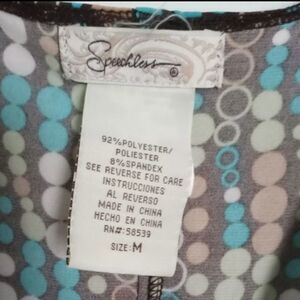 Speechless®
92%POLYESTER/
POLIESTER
8%SPANDEX
SEE REVERSE FOR CARE
INSTRUCCIONES
AL REVERSO
MADE IN CHINA
HECHO EN CHINA
RN#:58539
SIZE:M